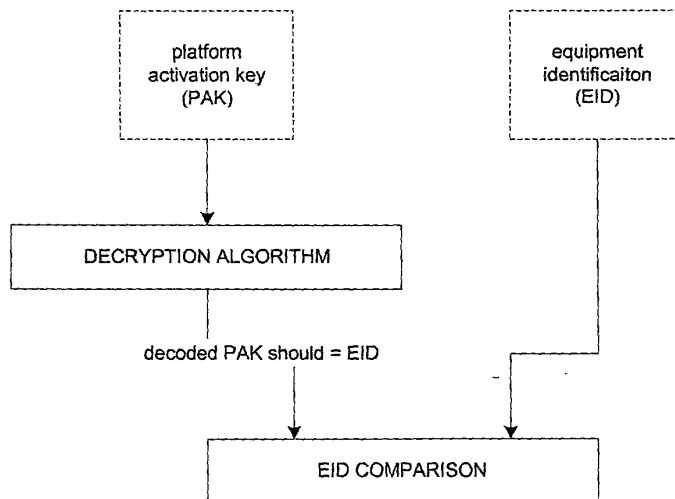 platform
activation key
(PAK)
equipment
identificaiton
(EID)
DECRYPTION ALGORITHM
decoded PAK should = EID
EID COMPARISON